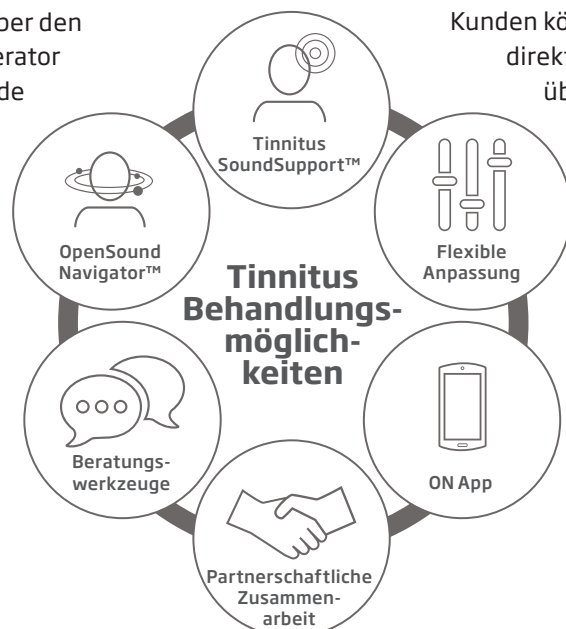 ber den
erator
de
Kunden kö
direkt
üb
Tinnitus
SoundSupport™
OpenSound
Navigator™
Flexible
Anpassung
Tinnitus
Behandlungs-
möglich-
keiten
Beratungs-
werkzeuge
ON App
Partnerschaftliche
Zusammen-
arbeit